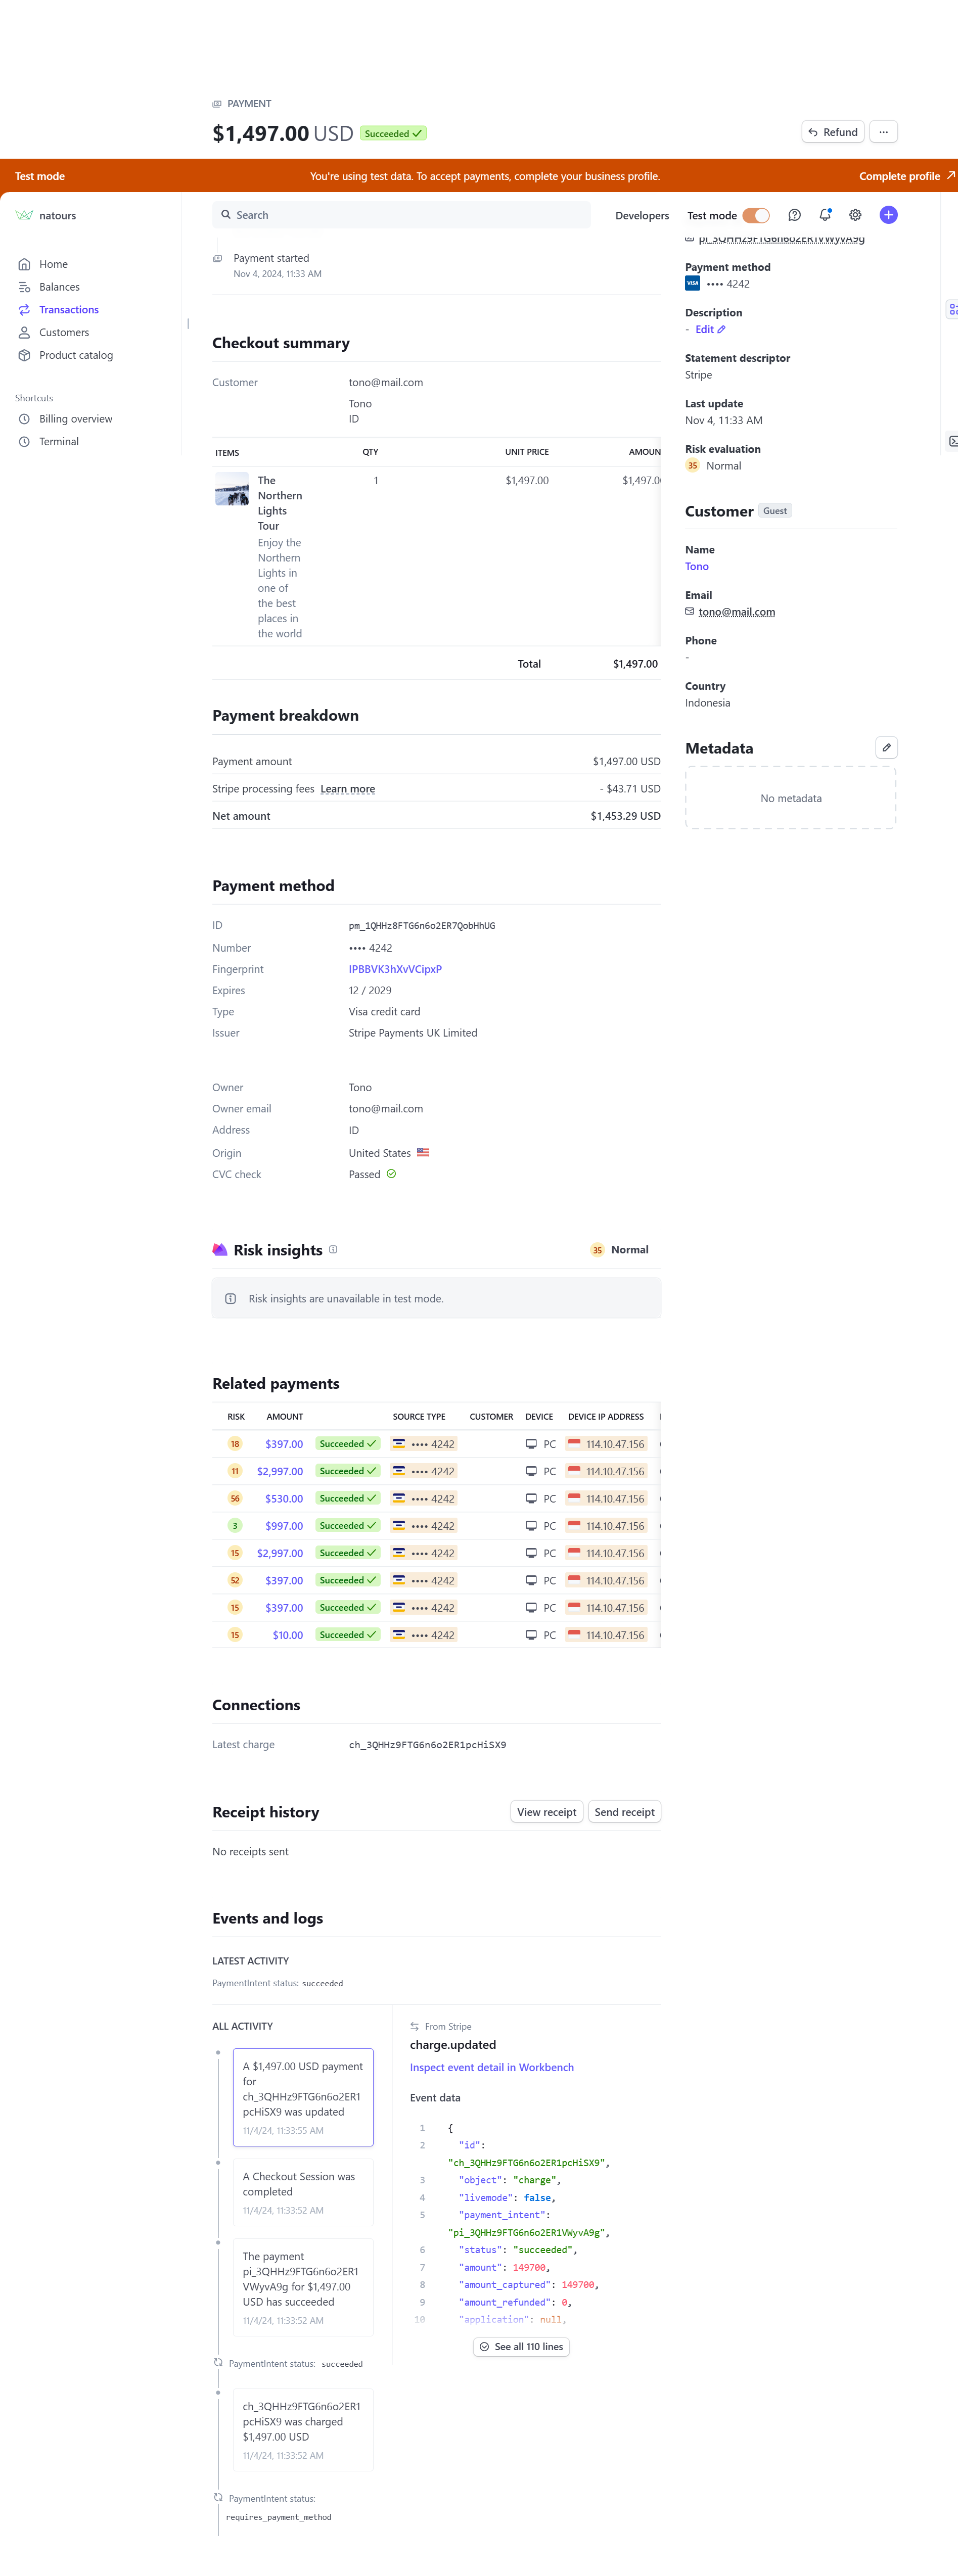 PAYMENT
$1,497.00 USD Succeeded
Refund
Test mode
You're using test data. To accept payments, complete your business profile.
Complete profile
natours
Search
Developers
Test mode
Home
Balances
Transactions
Customers
Product catalog
Shortcuts
Billing overview
Terminal
Payment started
Nov 4, 2024, 11:33 AM
Checkout summary
Customer
tono@mail.com
Tono
ID
ITEMS QTY UNIT PRICE AMOUN
The
Northern
Lights
Tour
1 $1,497.00 $1,497.00
Enjoy the
Northern
Lights in
one of
the best
places in
the world
Total $1,497.00
Payment breakdown
Payment amount $1,497.00 USD
Stripe processing fees Learn more - $43.71 USD
Net amount $1,453.29 USD
Payment method
ID pm_1QHHz8FTG6n6o2ER7QobHhUG
Number •••• 4242
Fingerprint IPBBVK3hXvVCipxP
Expires 12 / 2029
Type Visa credit card
Issuer Stripe Payments UK Limited
Owner Tono
Owner email tono@mail.com
Address ID
Origin United States
CVC check Passed
Risk insights
35 Normal
Risk insights are unavailable in test mode.
Related payments
RISK AMOUNT SOURCE TYPE CUSTOMER DEVICE DEVICE IP ADDRESS
18 $397.00 Succeeded •••• 4242 PC 114.10.47.156
11 $2,997.00 Succeeded •••• 4242 PC 114.10.47.156
56 $530.00 Succeeded •••• 4242 PC 114.10.47.156
3 $997.00 Succeeded •••• 4242 PC 114.10.47.156
15 $2,997.00 Succeeded •••• 4242 PC 114.10.47.156
52 $397.00 Succeeded •••• 4242 PC 114.10.47.156
15 $397.00 Succeeded •••• 4242 PC 114.10.47.156
15 $10.00 Succeeded •••• 4242 PC 114.10.47.156
Connections
Latest charge ch_3QHHz9FTG6n6o2ER1pcHiSX9
Receipt history
View receipt
Send receipt
No receipts sent
Events and logs
LATEST ACTIVITY
PaymentIntent status: succeeded
ALL ACTIVITY
A $1,497.00 USD payment
for
ch_3QHHz9FTG6n6o2ER1
pcHiSX9 was updated
11/4/24, 11:33:55 AM
A Checkout Session was
completed
11/4/24, 11:33:52 AM
The payment
pi_3QHHz9FTG6n6o2ER1
VWyvA9g for $1,497.00
USD has succeeded
11/4/24, 11:33:52 AM
PaymentIntent status: succeeded
ch_3QHHz9FTG6n6o2ER1
pcHiSX9 was charged
$1,497.00 USD
11/4/24, 11:33:52 AM
PaymentIntent status:
requires_payment_method
From Stripe
charge.updated
Inspect event detail in Workbench
Event data
1 {
2 "id":
"ch_3QHHz9FTG6n6o2ER1pcHiSX9",
3 "object": "charge",
4 "livemode": false,
5 "payment_intent":
"pi_3QHHz9FTG6n6o2ER1VWyvA9g",
6 "status": "succeeded",
7 "amount": 149700,
8 "amount_captured": 149700,
9 "amount_refunded": 0,
10 "application": null,
See all 110 lines
pi_3QHHz9FTG6n6o2ER1VWyvA9g
Payment method
VISA •••• 4242
Description
- Edit
Statement descriptor
Stripe
Last update
Nov 4, 11:33 AM
Risk evaluation
35 Normal
Customer Guest
Name
Tono
Email
tono@mail.com
Phone
-
Country
Indonesia
Metadata
No metadata